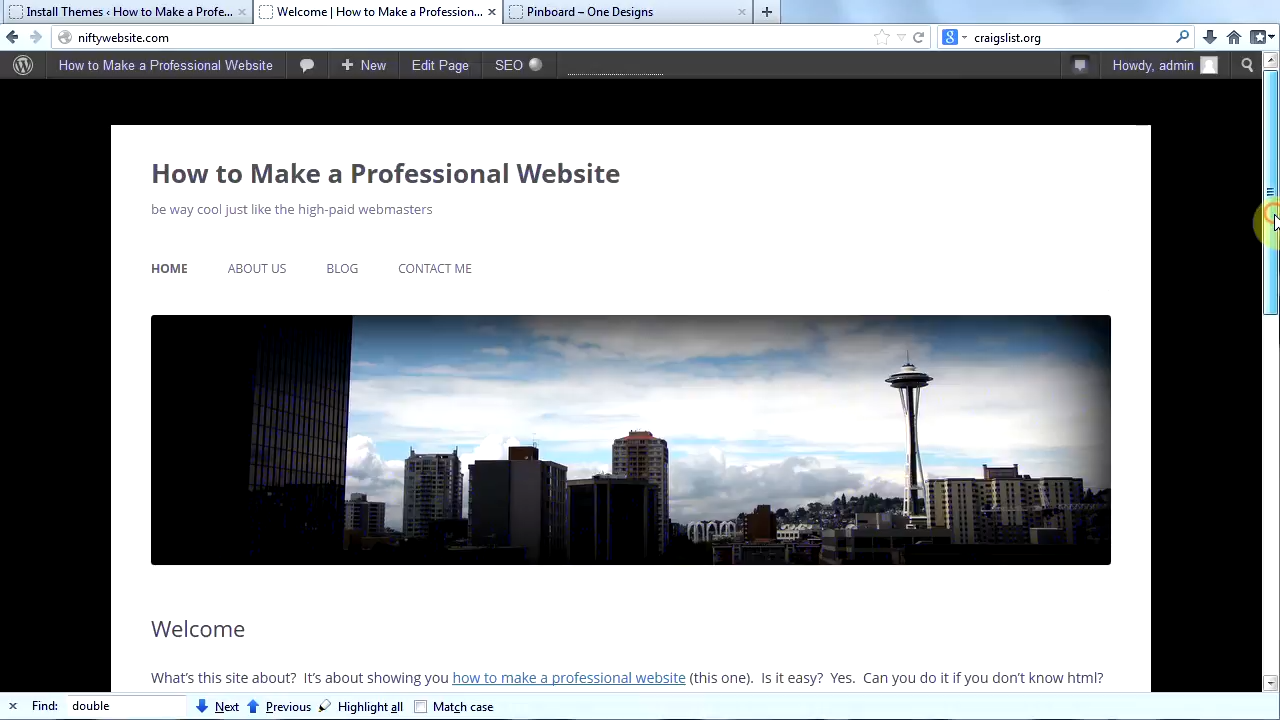 Install Themes ‹ How to Make a Profe... Welcome | How to Make a Profession... Pinboard – One Designs
niftywebsite.com craigslist.org
How to Make a Professional Website New Edit Page SEO Howdy, admin
How to Make a Professional Website
be way cool just like the high-paid webmasters
HOME ABOUT US BLOG CONTACT ME
Welcome
What's this site about? It's about showing you how to make a professional website (this one). Is it easy? Yes. Can you do it if you don't know html?
Find: double Next Previous Highlight all Match case